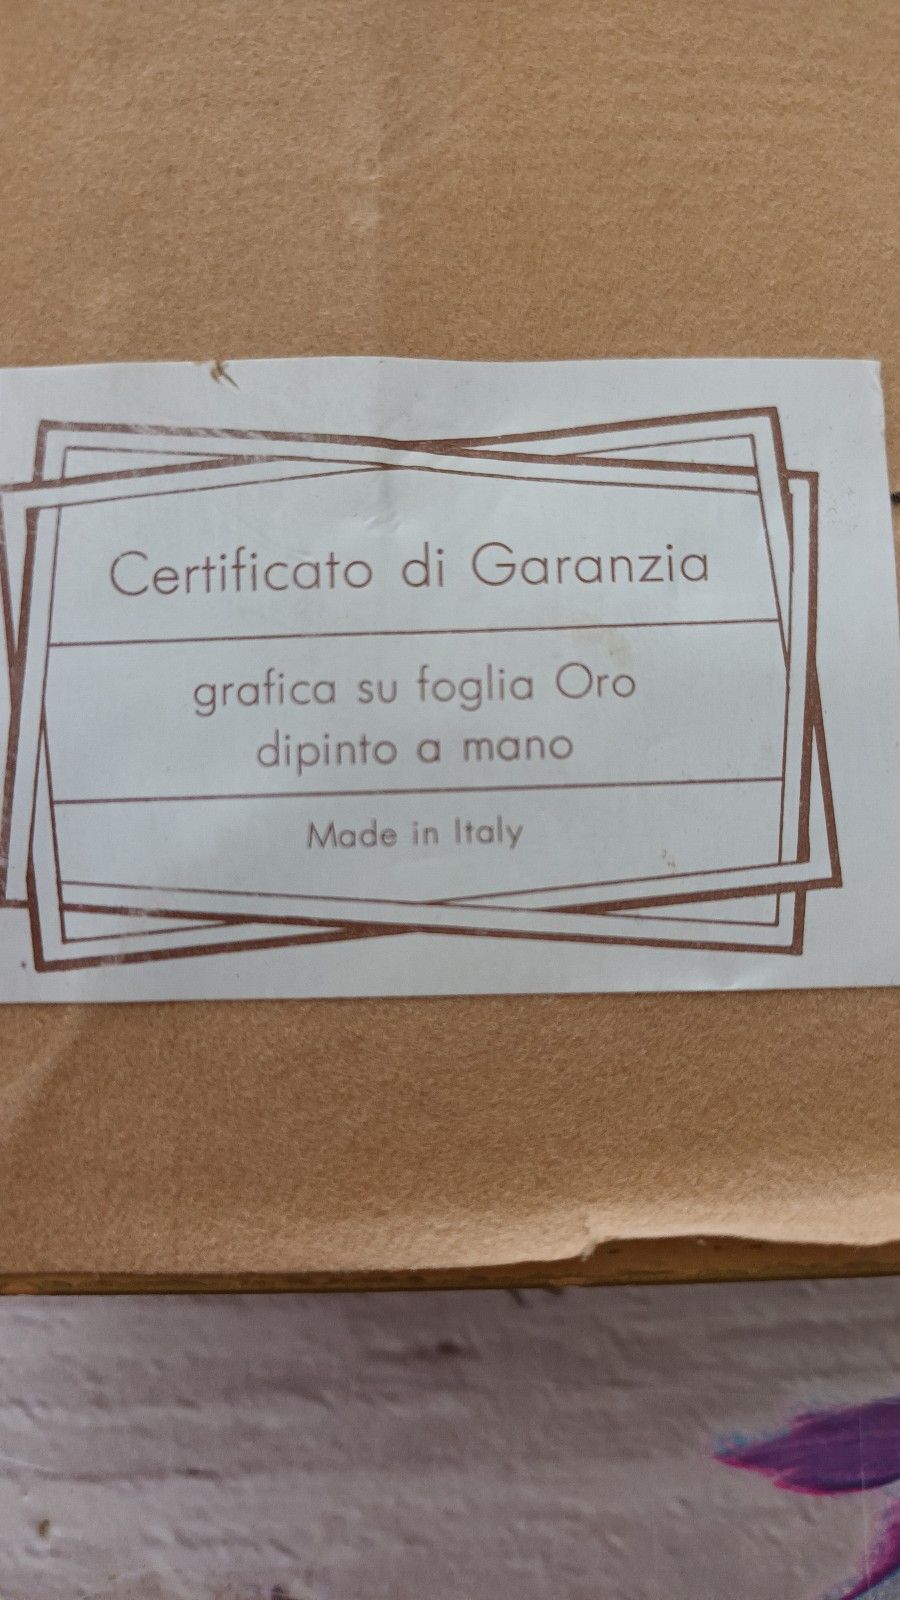 Certificato di Garanzia
grafica su foglia Oro
dipinto a mano
Made in Italy